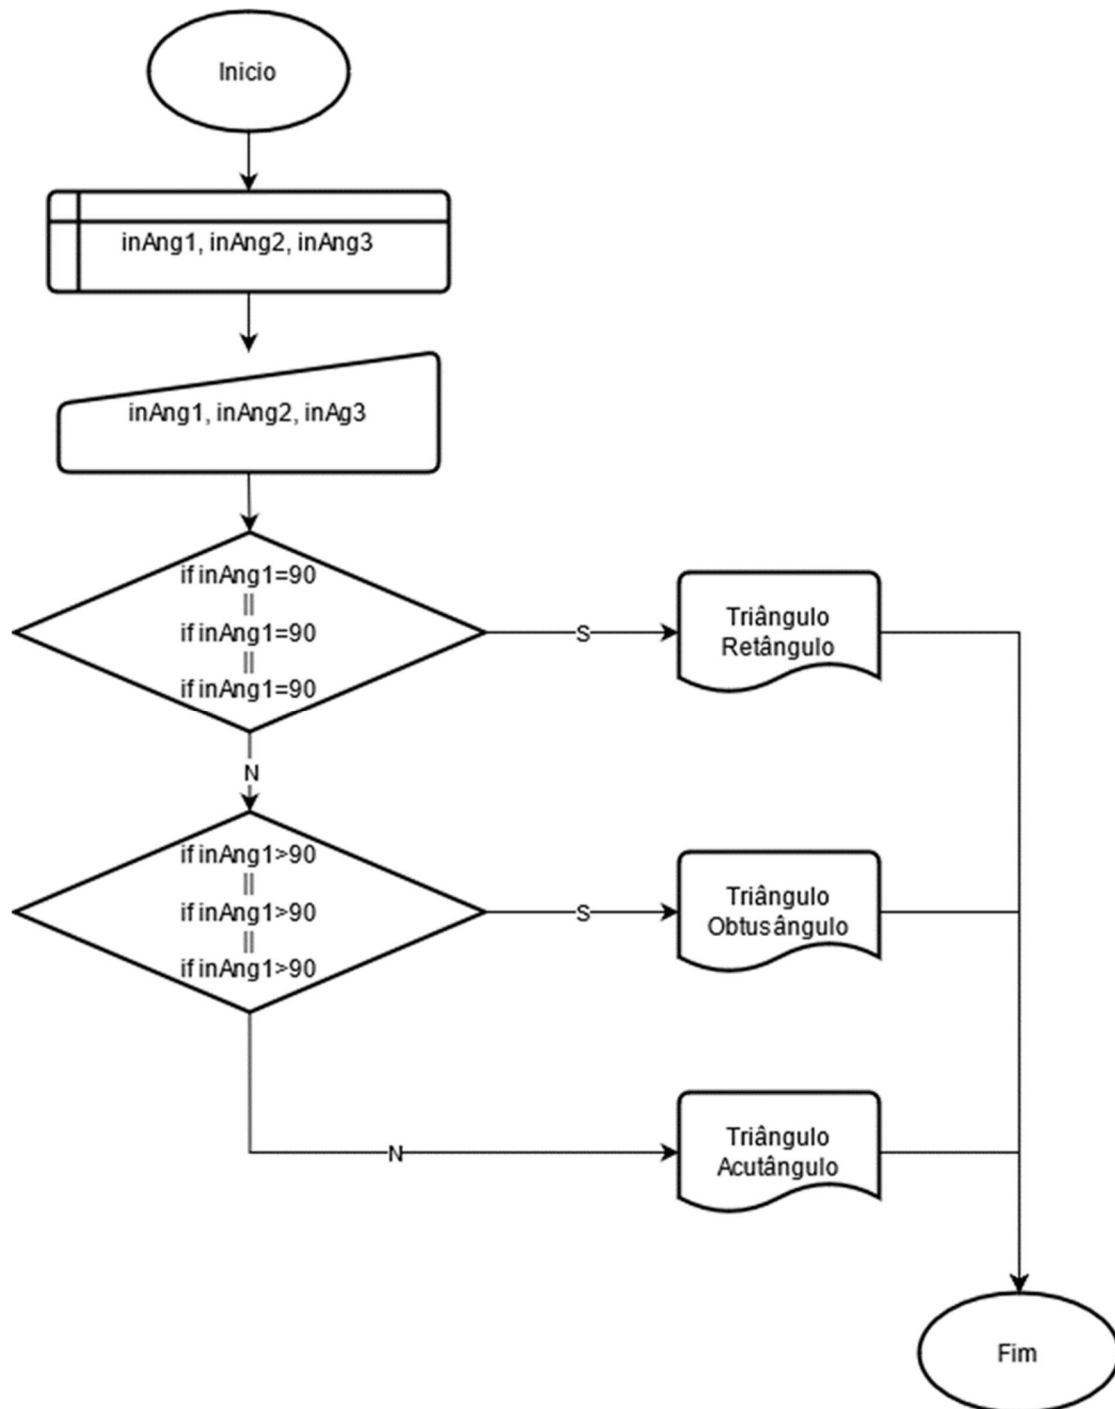 Inicio
inAng1, inAng2, inAng3
inAng1, inAng2, inAg3
if inAng1=90
||
if inAng1=90
||
if inAng1=90
S
Triângulo
Retângulo
N
if inAng1>90
||
if inAng1>90
||
if inAng1>90
S
Triângulo
Obtusângulo
N
Triângulo
Acutângulo
Fim